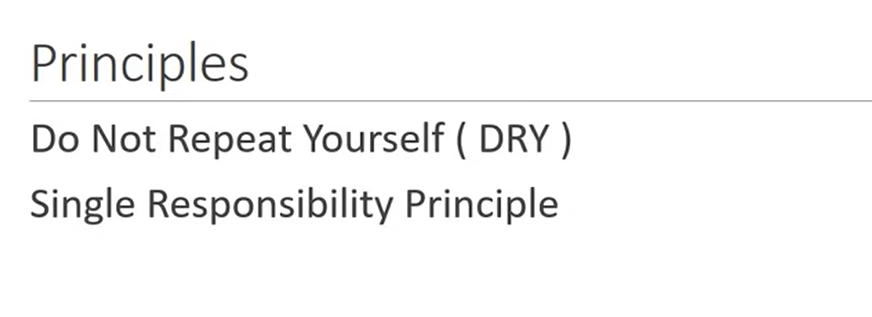 Principles
Do Not Repeat Yourself ( DRY )
Single Responsibility Principle